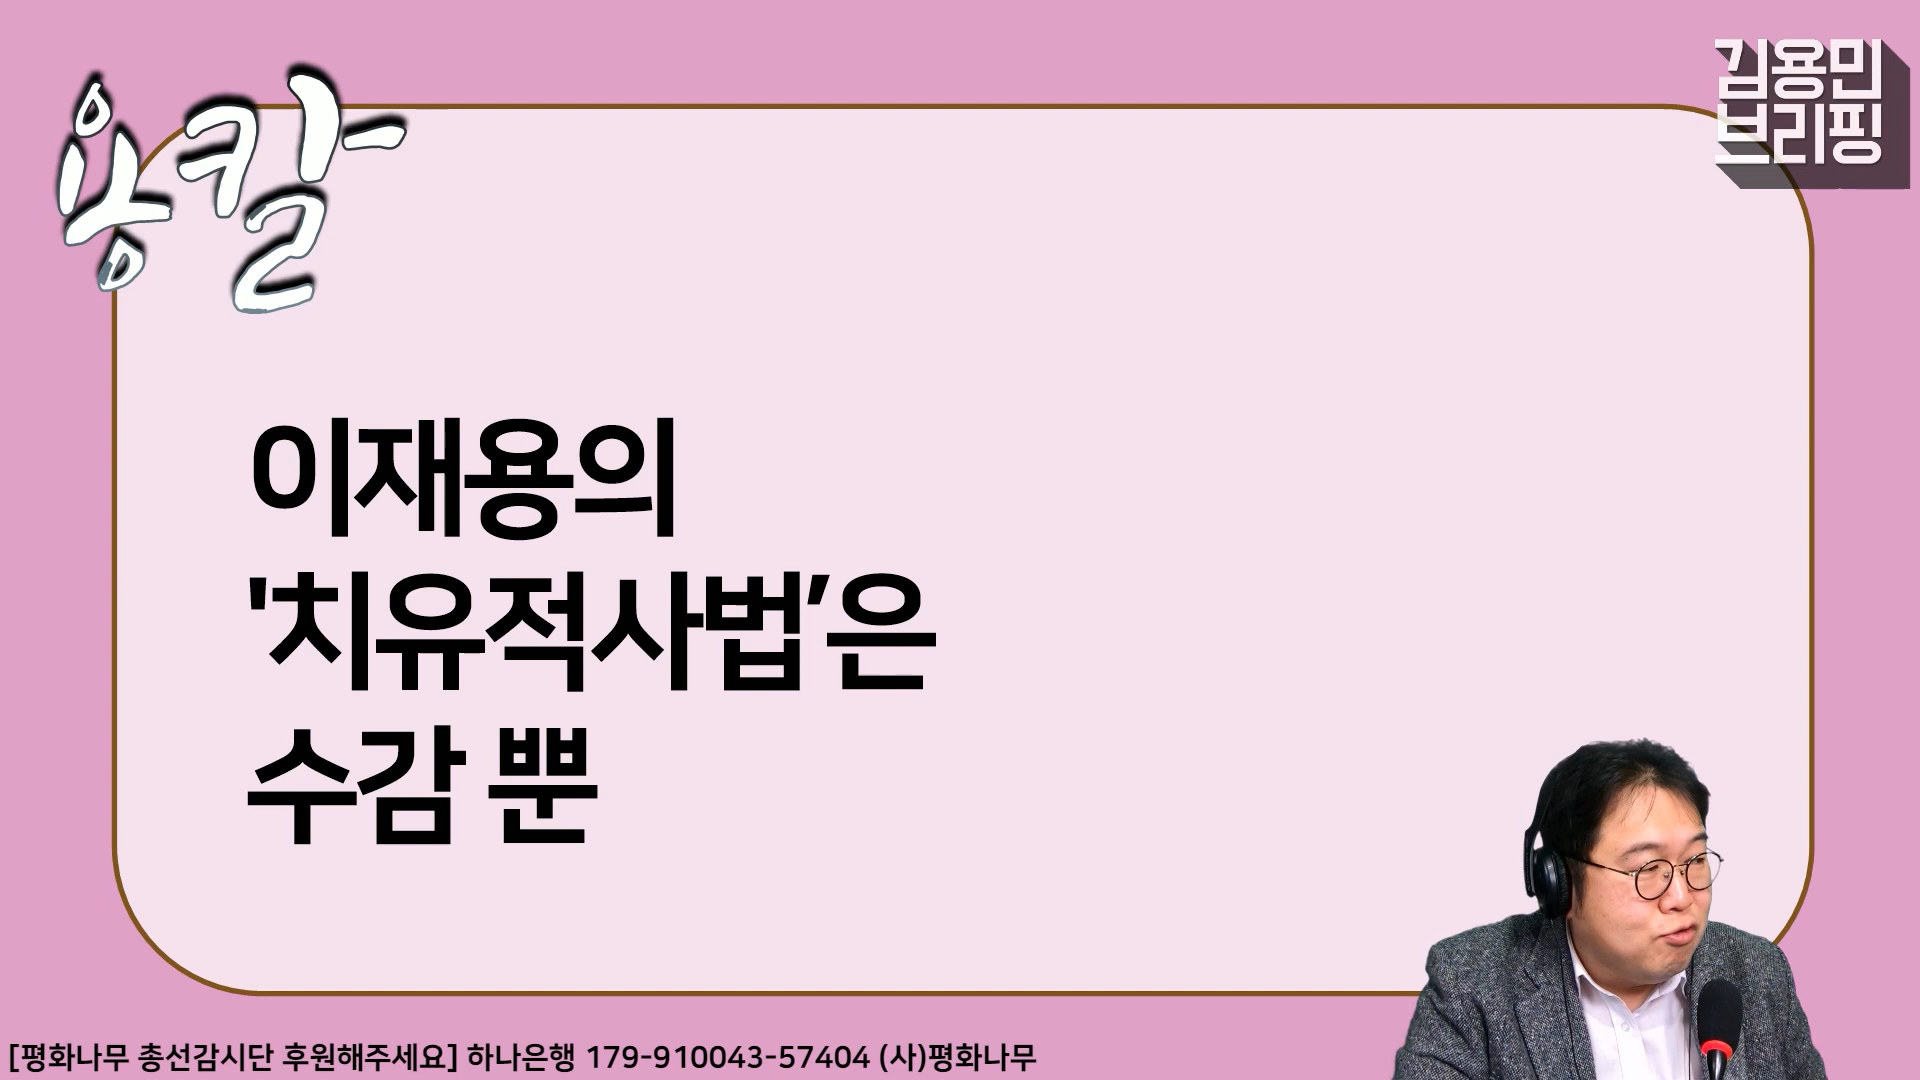 용칼
김용민
브리핑
이재용의
'치유적사법’은
수감 뿐
[평화나무 총선감시단 후원해주세요] 하나은행 179-910043-57404 (사)평화나무